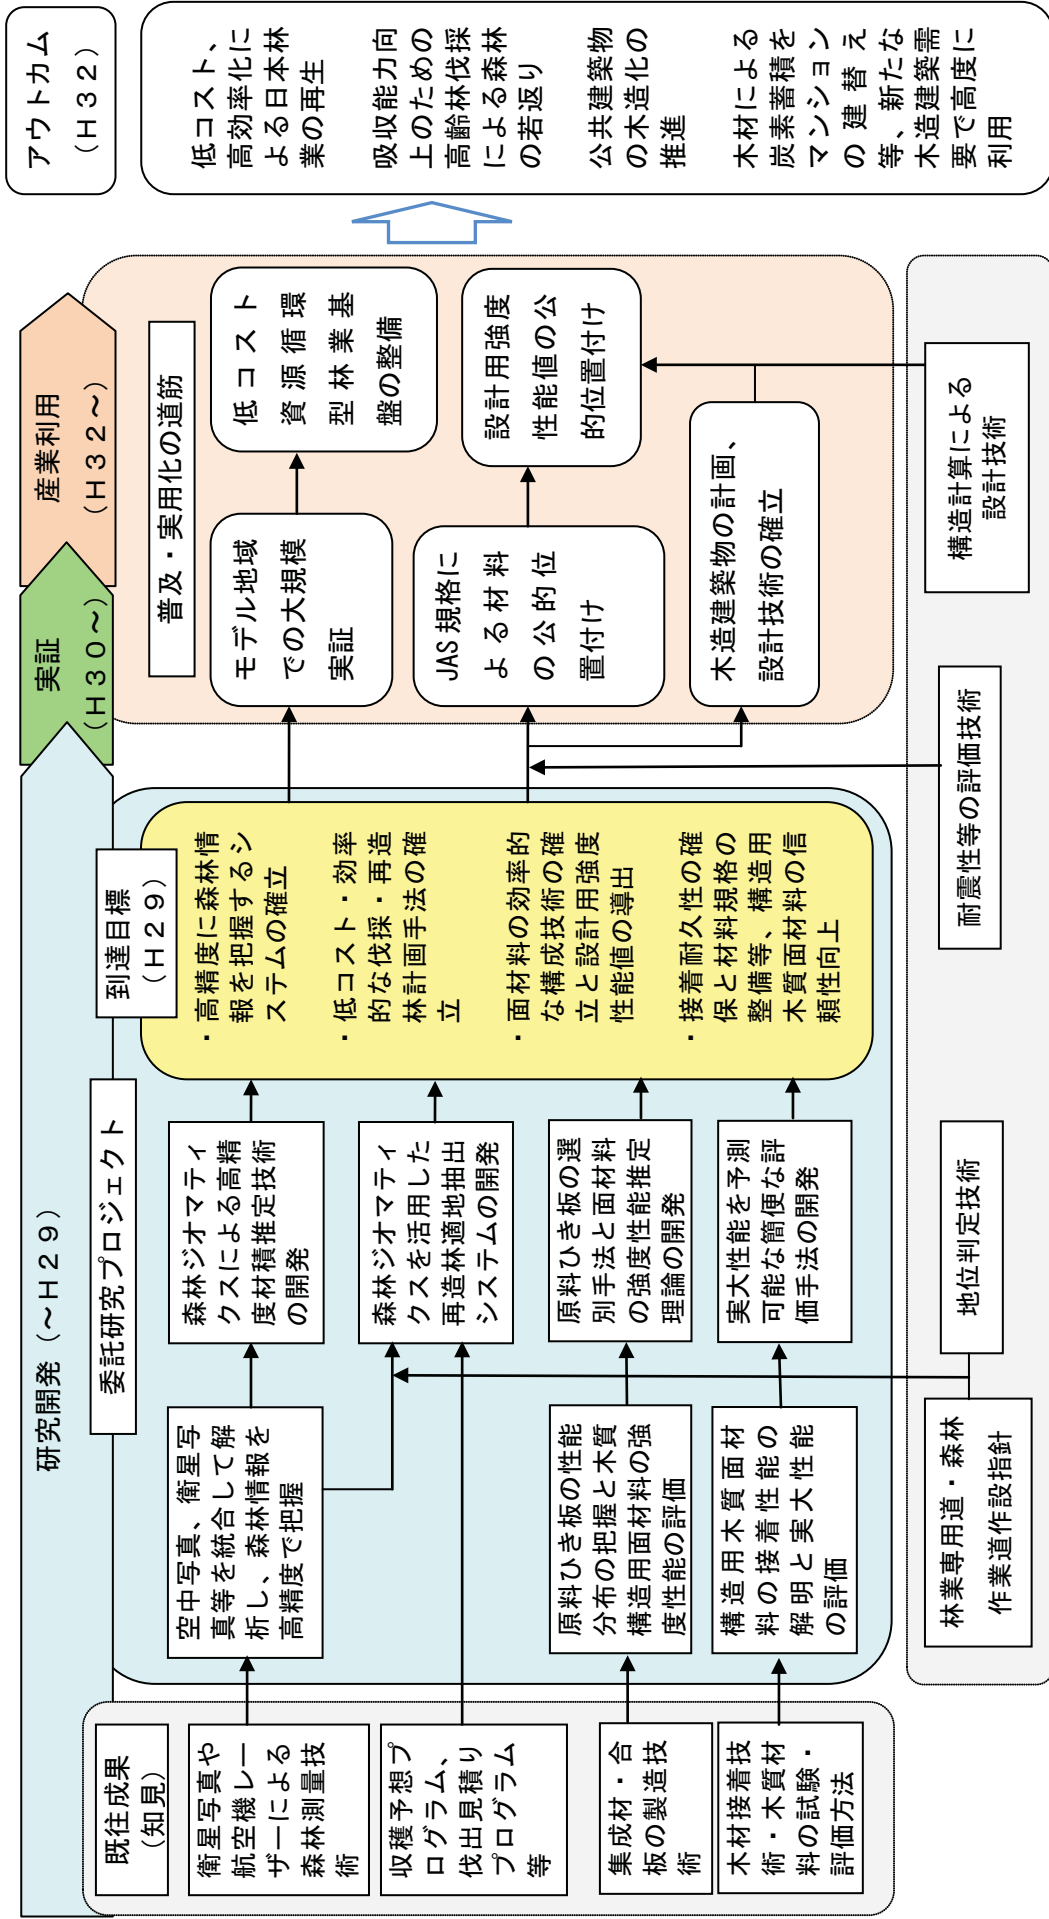 研究開発（～Ｈ２９）
実証
（Ｈ３０～）
産業利用
（Ｈ３２～）
アウトカム
（Ｈ３２）
既往成果
（知見）
衛星写真や
航空機レー
ザーによる
森林測量技
術
収穫予想プ
ログラム、
伐出見積り
プログラム
等
集成材・合
板の製造技
術
木材接着技
術・木質材
料の試験・
評価方法
委託研究プロジェクト
空中写真、衛星写
真等を統合して解
析し、森林情報を
高精度で把握
原料ひき板の性能
分布の把握と木質
構造用面材料の強
度性能の評価
構造用木質面材
料の接着性能の
解明と実大性能
の評価
森林ジオマティ
クスによる高精
度材積推定技術
の開発
森林ジオマティ
クスを活用した
再造林適地抽出
システムの開発
原料ひき板の選
別手法と面材料
の強度性能推定
理論の開発
実大性能を予測
可能な簡便な評
価手法の開発
到達目標
（Ｈ２９）
・高精度に森林情
報を把握するシ
ステムの確立
・低コスト・効率
的な伐採・再造
林計画手法の確
立
・面材料の効率的
な構成技術の確
立と設計用強度
性能値の導出
・接着耐久性の確
保と材料規格の
整備等、構造用
木質面材料の信
頼性向上
普及・実用化の道筋
モデル地域
での大規模
実証
JAS規格に
よる材料
の公的位
置付け
木造建築物の計画、
設計技術の確立
低コスト
資源循環
型林業基
盤の整備
設計用強度
性能値の公
的位置付け
低コスト、
高効率化に
よる日本林
業の再生
吸収能力向
上のための
高齢林伐採
による森林
の若返り
公共建築物
の木造化の
推進
木材による
炭素蓄積を
マンション
の建替え
等、新たな
木造建築需
要で高度に
利用
林業専用道・森林
作業道作設指針
地位判定技術
耐震性等の評価技術
構造計算による
設計技術